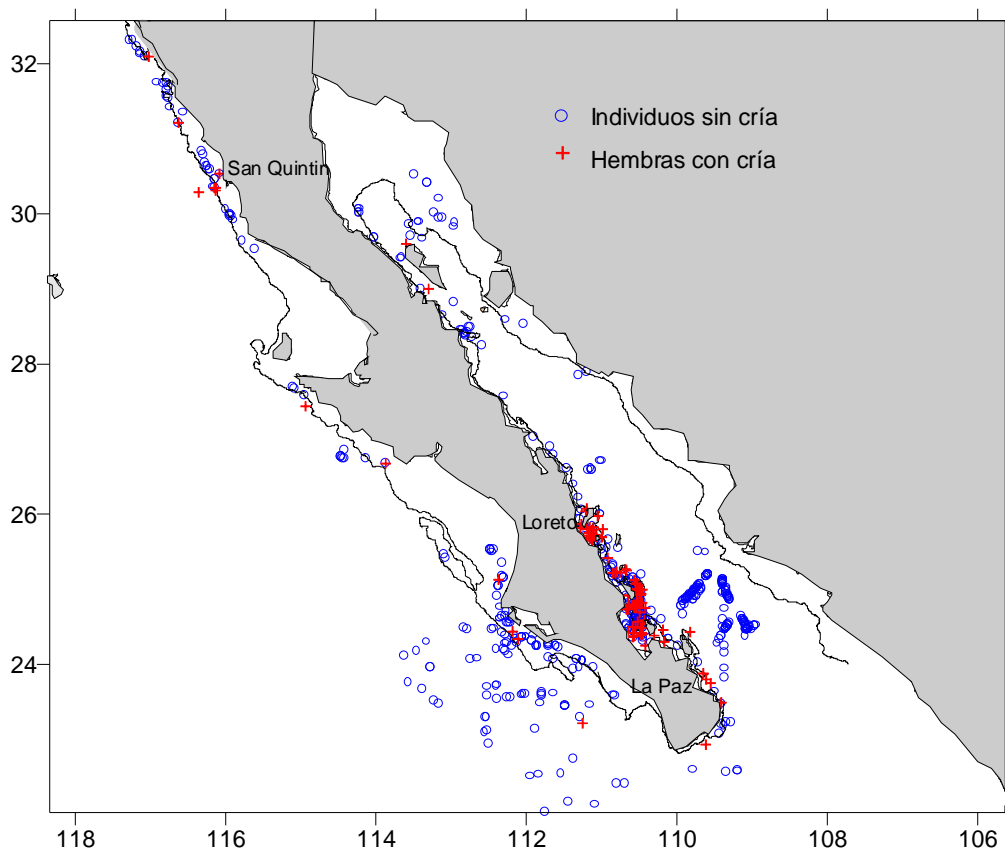 32
30
28
26
24
118
116
114
112
110
108
106
Individuos sin cría
Hembras con cría
San Quintin
Loreto
La Paz